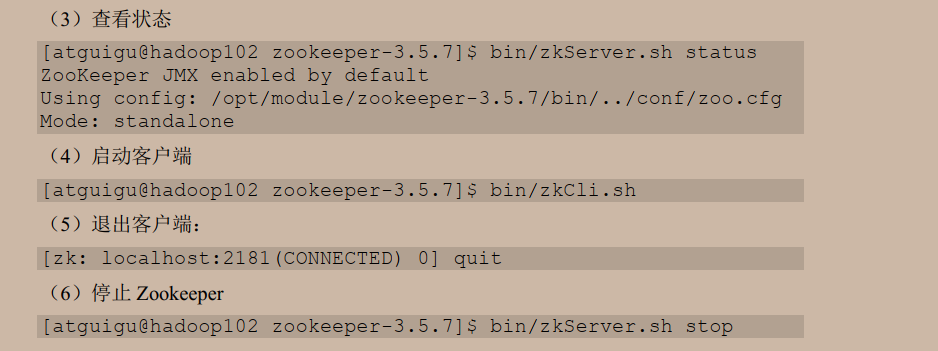 （3）查看状态
[atguigu@hadoop102 zookeeper-3.5.7]$ bin/zkServer.sh status
ZooKeeper JMX enabled by default
Using config: /opt/module/zookeeper-3.5.7/bin/../conf/zoo.cfg
Mode: standalone
（4）启动客户端
[atguigu@hadoop102 zookeeper-3.5.7]$ bin/zkCli.sh
（5）退出客户端：
[zk: localhost:2181(CONNECTED) 0] quit
（6）停止 Zookeeper
[atguigu@hadoop102 zookeeper-3.5.7]$ bin/zkServer.sh stop